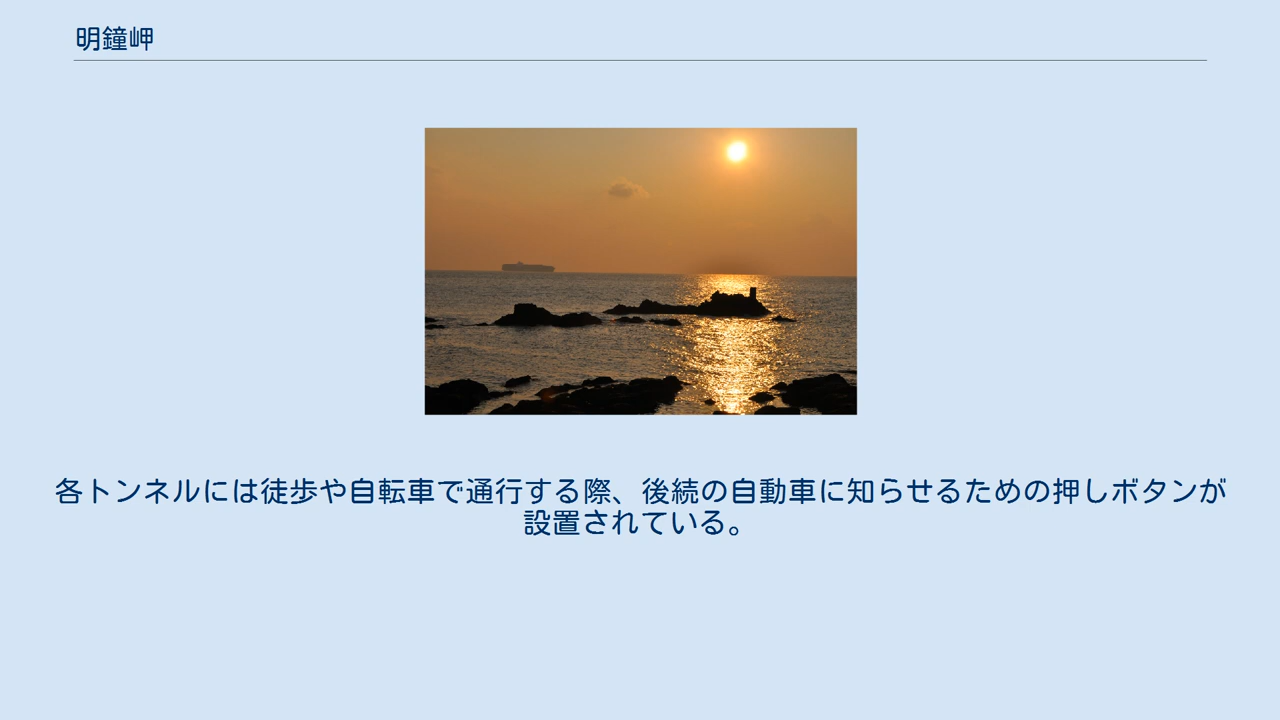 明鐘岬
各トンネルには徒歩や自転車で通行する際、後続の自動車に知らせるための押しボタンが
設置されている。